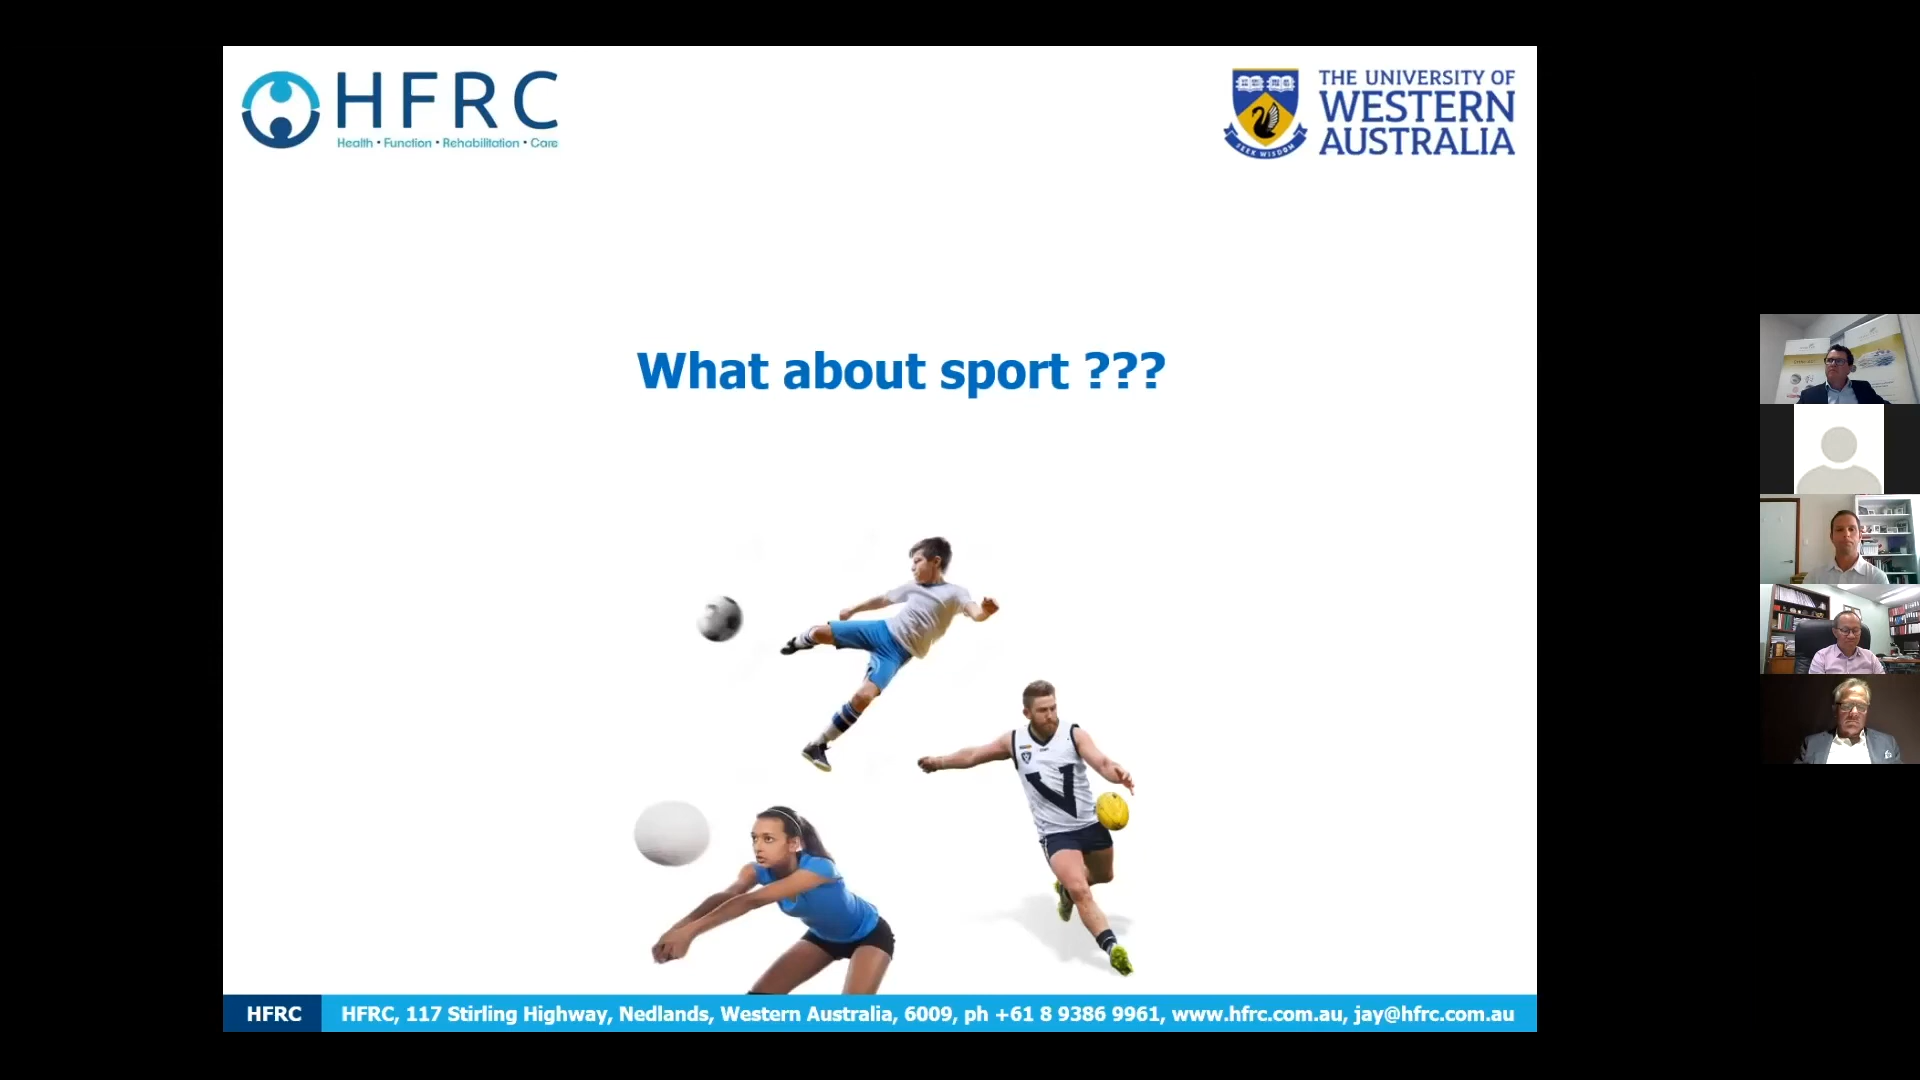 HFRC
Health • Function • Rehabilitation • Care
THE UNIVERSITY OF
WESTERN
AUSTRALIA
SEEK WISDOM
What about sport ???
V
HFRC
HFRC, 117 Stirling Highway, Nedlands, Western Australia, 6009, ph +61 8 9386 9961, www.hfrc.com.au, jay@hfrc.com.au